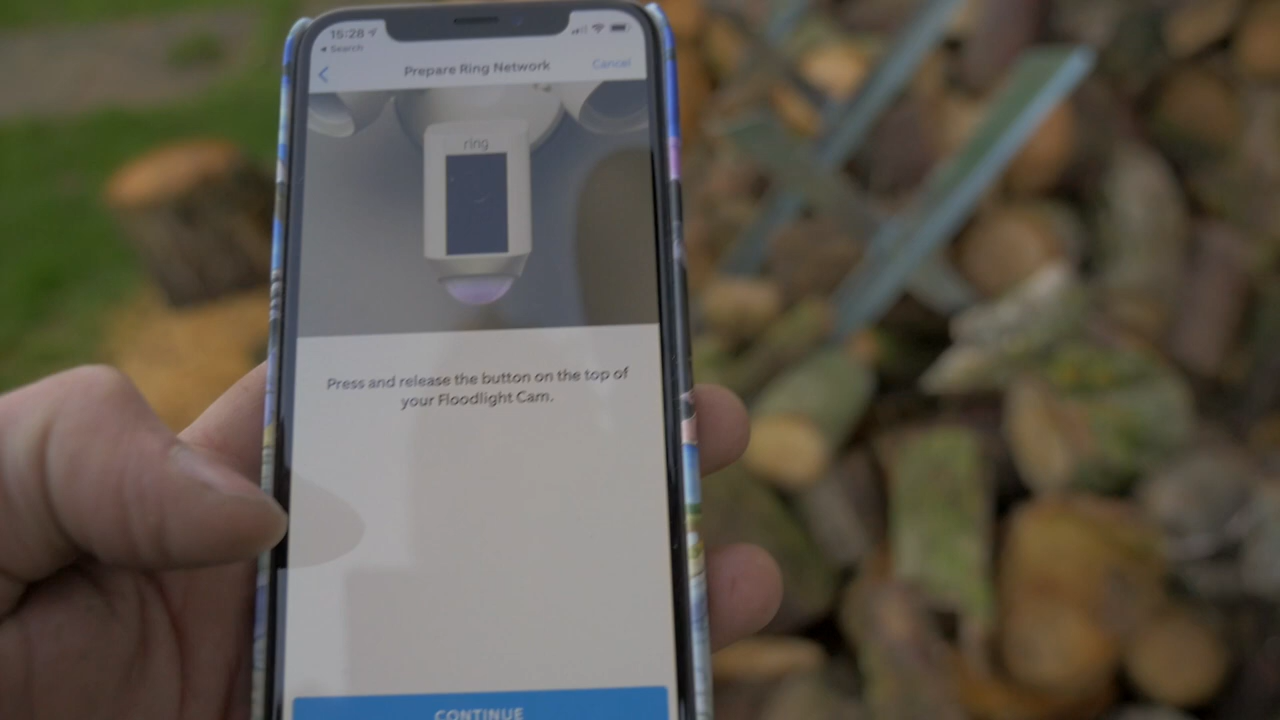 15:28
◂ Search
Prepare Ring Network
Cancel
ring
Press and release the button on the top of
your Floodlight Cam.
CONTINUE